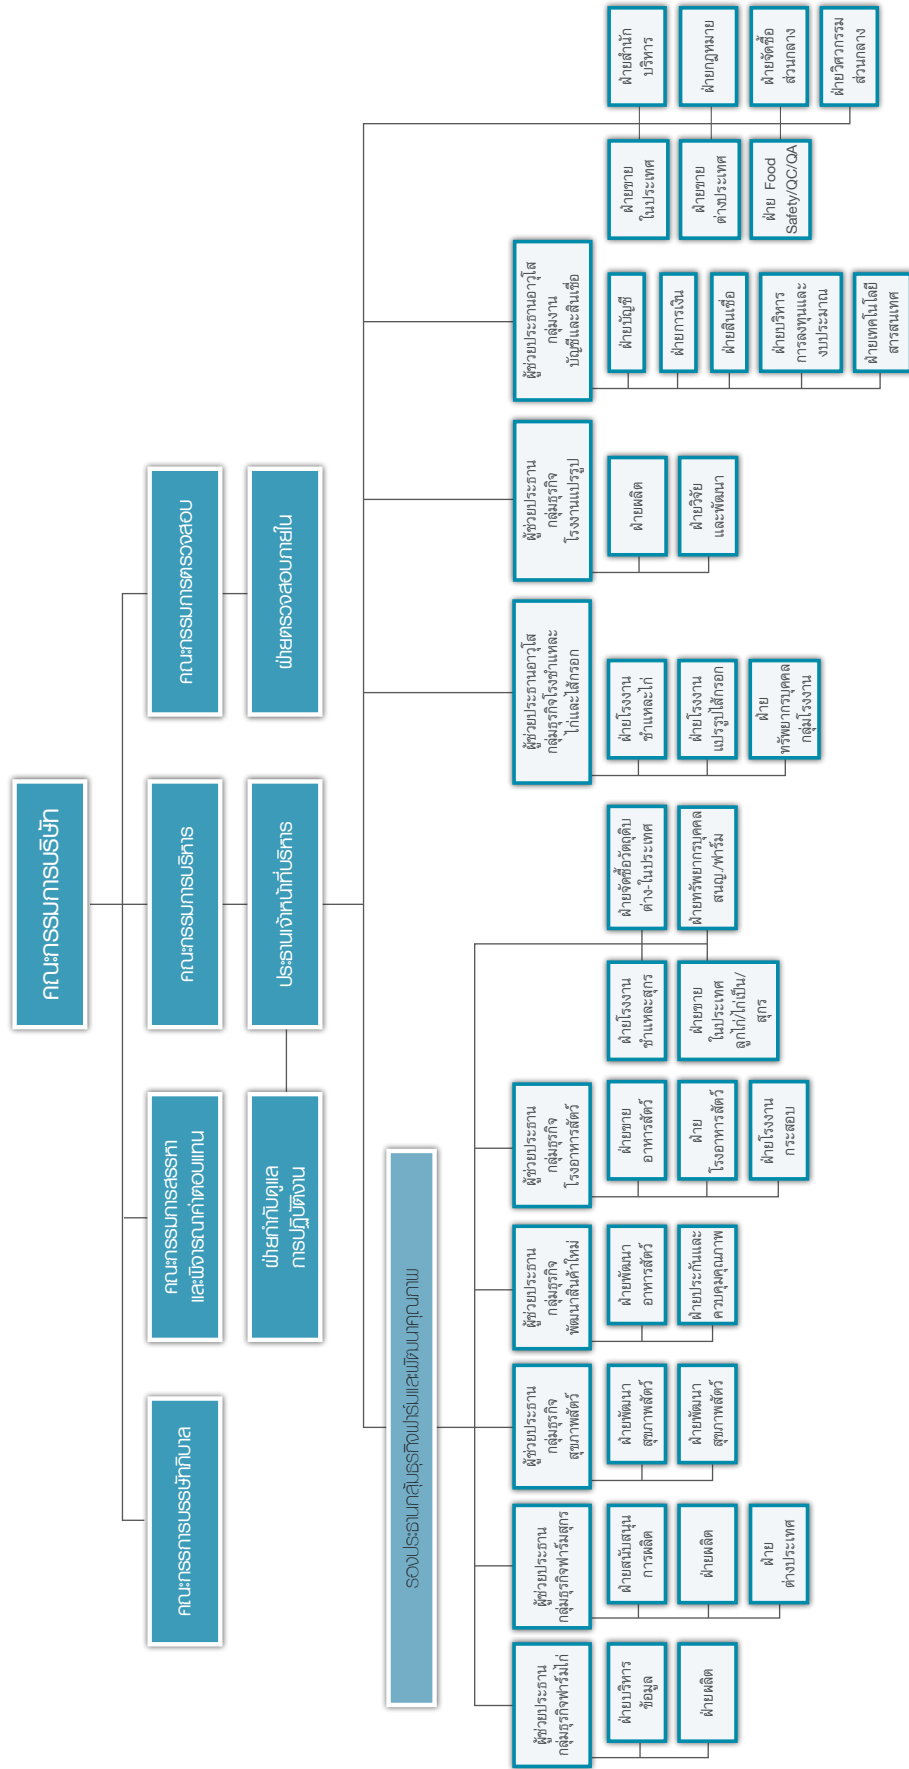 คณะกรรมการบริษัท
คณะกรรการบรรษัทภิบาล
คณะกรรมการสรรหา
และพิจารณาค่าตอบแทน
คณะกรรมการบริหาร
คณะกรรมการตรวจสอบ
ฝ่ายกำกับดูแล
การปฏิบัติงาน
ประธานเจ้าหน้าที่บริหาร
ฝ่ายตรวจสอบภายใน
รองประธานกลุ่มธุรกิจฟาร์มและพัฒนาคุณภาพ
ผู้ช่วยประธาน
กลุ่มธุรกิจฟาร์มไก่
ฝ่ายบริหาร
ข้อมูล
ฝ่ายผลิต
ผู้ช่วยประธาน
กลุ่มธุรกิจฟาร์มสุกร
ฝ่ายสนับสนุน
การผลิต
ฝ่ายผลิต
ฝ่าย
ต่างประเทศ
ผู้ช่วยประธาน
กลุ่มธุรกิจ
สุขภาพสัตว์
ฝ่ายพัฒนา
สุขภาพสัตว์
ฝ่ายพัฒนา
สุขภาพสัตว์
ผู้ช่วยประธาน
กลุ่มธุรกิจ
พัฒนาสินค้าใหม่
ฝ่ายพัฒนา
อาหารสัตว์
ฝ่ายประกันและ
ควบคุมคุณภาพ
ผู้ช่วยประธาน
กลุ่มธุรกิจ
โรงอาหารสัตว์
ฝ่ายขาย
อาหารสัตว์
ฝ่าย
โรงอาหารสัตว์
ฝ่ายโรงงาน
กระสอบ
ฝ่ายโรงงาน
ชำแหละสุกร
ฝ่ายจัดซื้อวัตถุดิบ
ต่าง-ในประเทศ
ฝ่ายขาย
ในประเทศ
ลูกไก่/ไก่เป็น/
สุกร
ฝ่ายทรัพยากรบุคคล
สนญ./ฟาร์ม
ผู้ช่วยประธานอาวุโส
กลุ่มธุรกิจโรงชำแหละ
ไก่และไส้กรอก
ฝ่ายโรงงาน
ชำแหละไก่
ฝ่ายโรงงาน
แปรรูปไส้กรอก
ฝ่าย
ทรัพยากรบุคคล
กลุ่มโรงงาน
ผู้ช่วยประธาน
กลุ่มธุรกิจ
โรงงานแปรรูป
ฝ่ายผลิต
ฝ่ายวิจัย
และพัฒนา
ผู้ช่วยประธานอาวุโส
กลุ่มงาน
บัญชีและสินเชื่อ
ฝ่ายบัญชี
ฝ่ายการเงิน
ฝ่ายสินเชื่อ
ฝ่ายบริหาร
การลงทุนและ
งบประมาณ
ฝ่ายเทคโนโลยี
สารสนเทศ
ฝ่ายขาย
ในประเทศ
ฝ่ายสำนัก
บริหาร
ฝ่ายขาย
ต่างประเทศ
ฝ่ายกฎหมาย
ฝ่าย Food
Safety/QC/QA
ฝ่ายจัดซื้อ
ส่วนกลาง
ฝ่ายวิศวกรรม
ส่วนกลาง